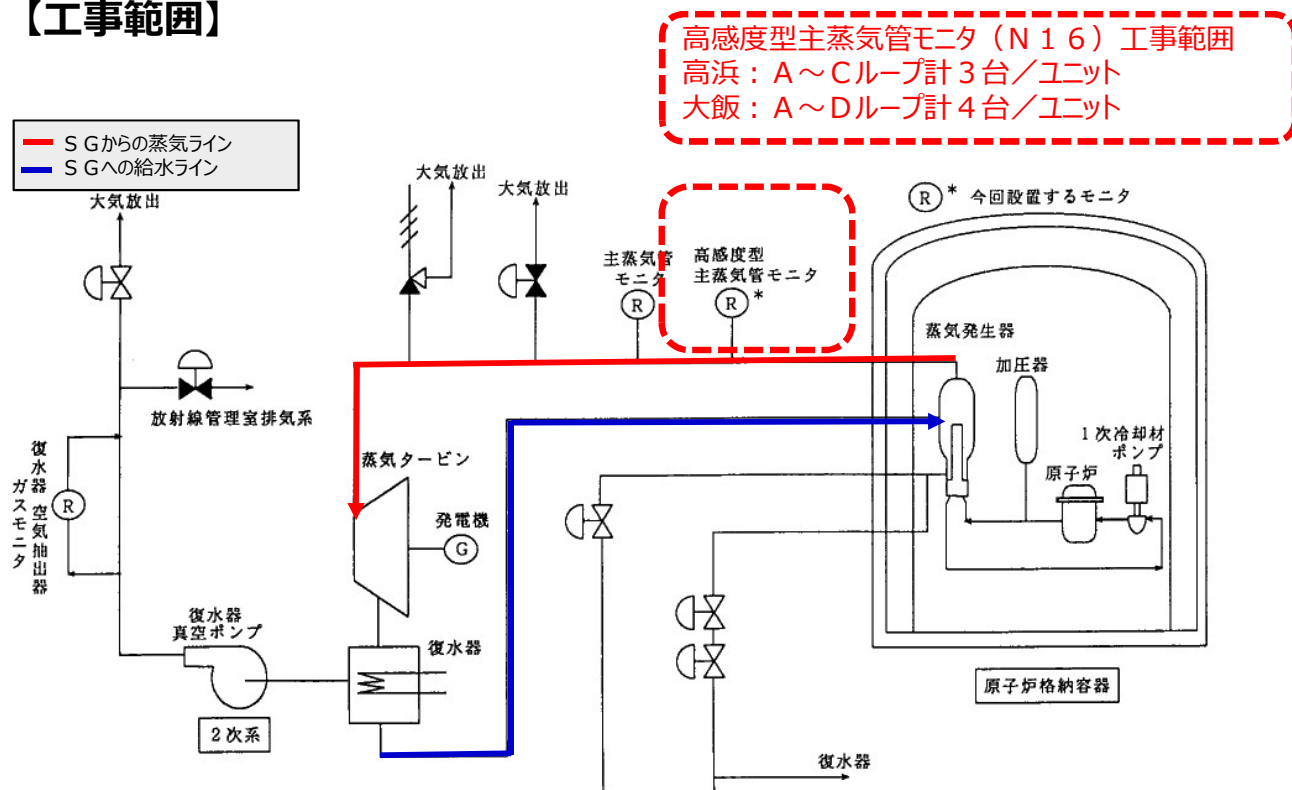 【工事範囲】
高感度型主蒸気管モニタ（N16）工事範囲
高浜：A～Cループ計3台／ユニット
大飯：A～Dループ計4台／ユニット
SGからの蒸気ライン
SGへの給水ライン
大気放出
大気放出
大気放出
R* 今回設置するモニタ
主蒸気管
モニタ
R
高感度型
主蒸気管モニタ
R*
蒸気発生器
加圧器
1次冷却材
ポンプ
原子炉
放射線管理室排気系
復水器 空気抽出器
ガスモニタ
R
蒸気タービン
発電機
G
復水器
真空ポンプ
復水器
2次系
原子炉格納容器
復水器